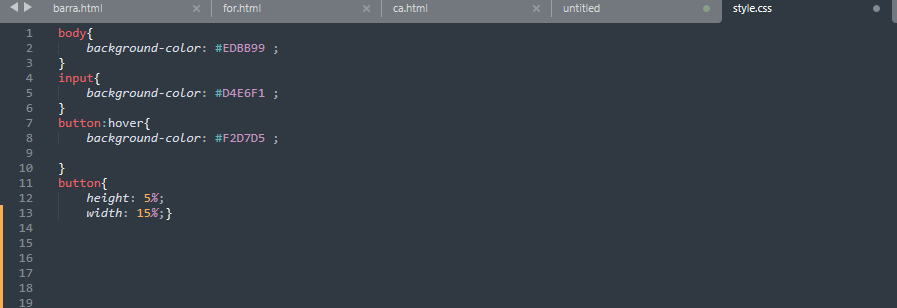 barra.html for.html ca.html untitled style.css
1 body{
2 background-color: #EDBB99 ;
3 }
4 input{
5 background-color: #D4E6F1 ;
6 }
7 button:hover{
8 background-color: #F2D7D5 ;
9
10 }
11 button{
12 height: 5%;
13 width: 15%;}
14
15
16
17
18
19